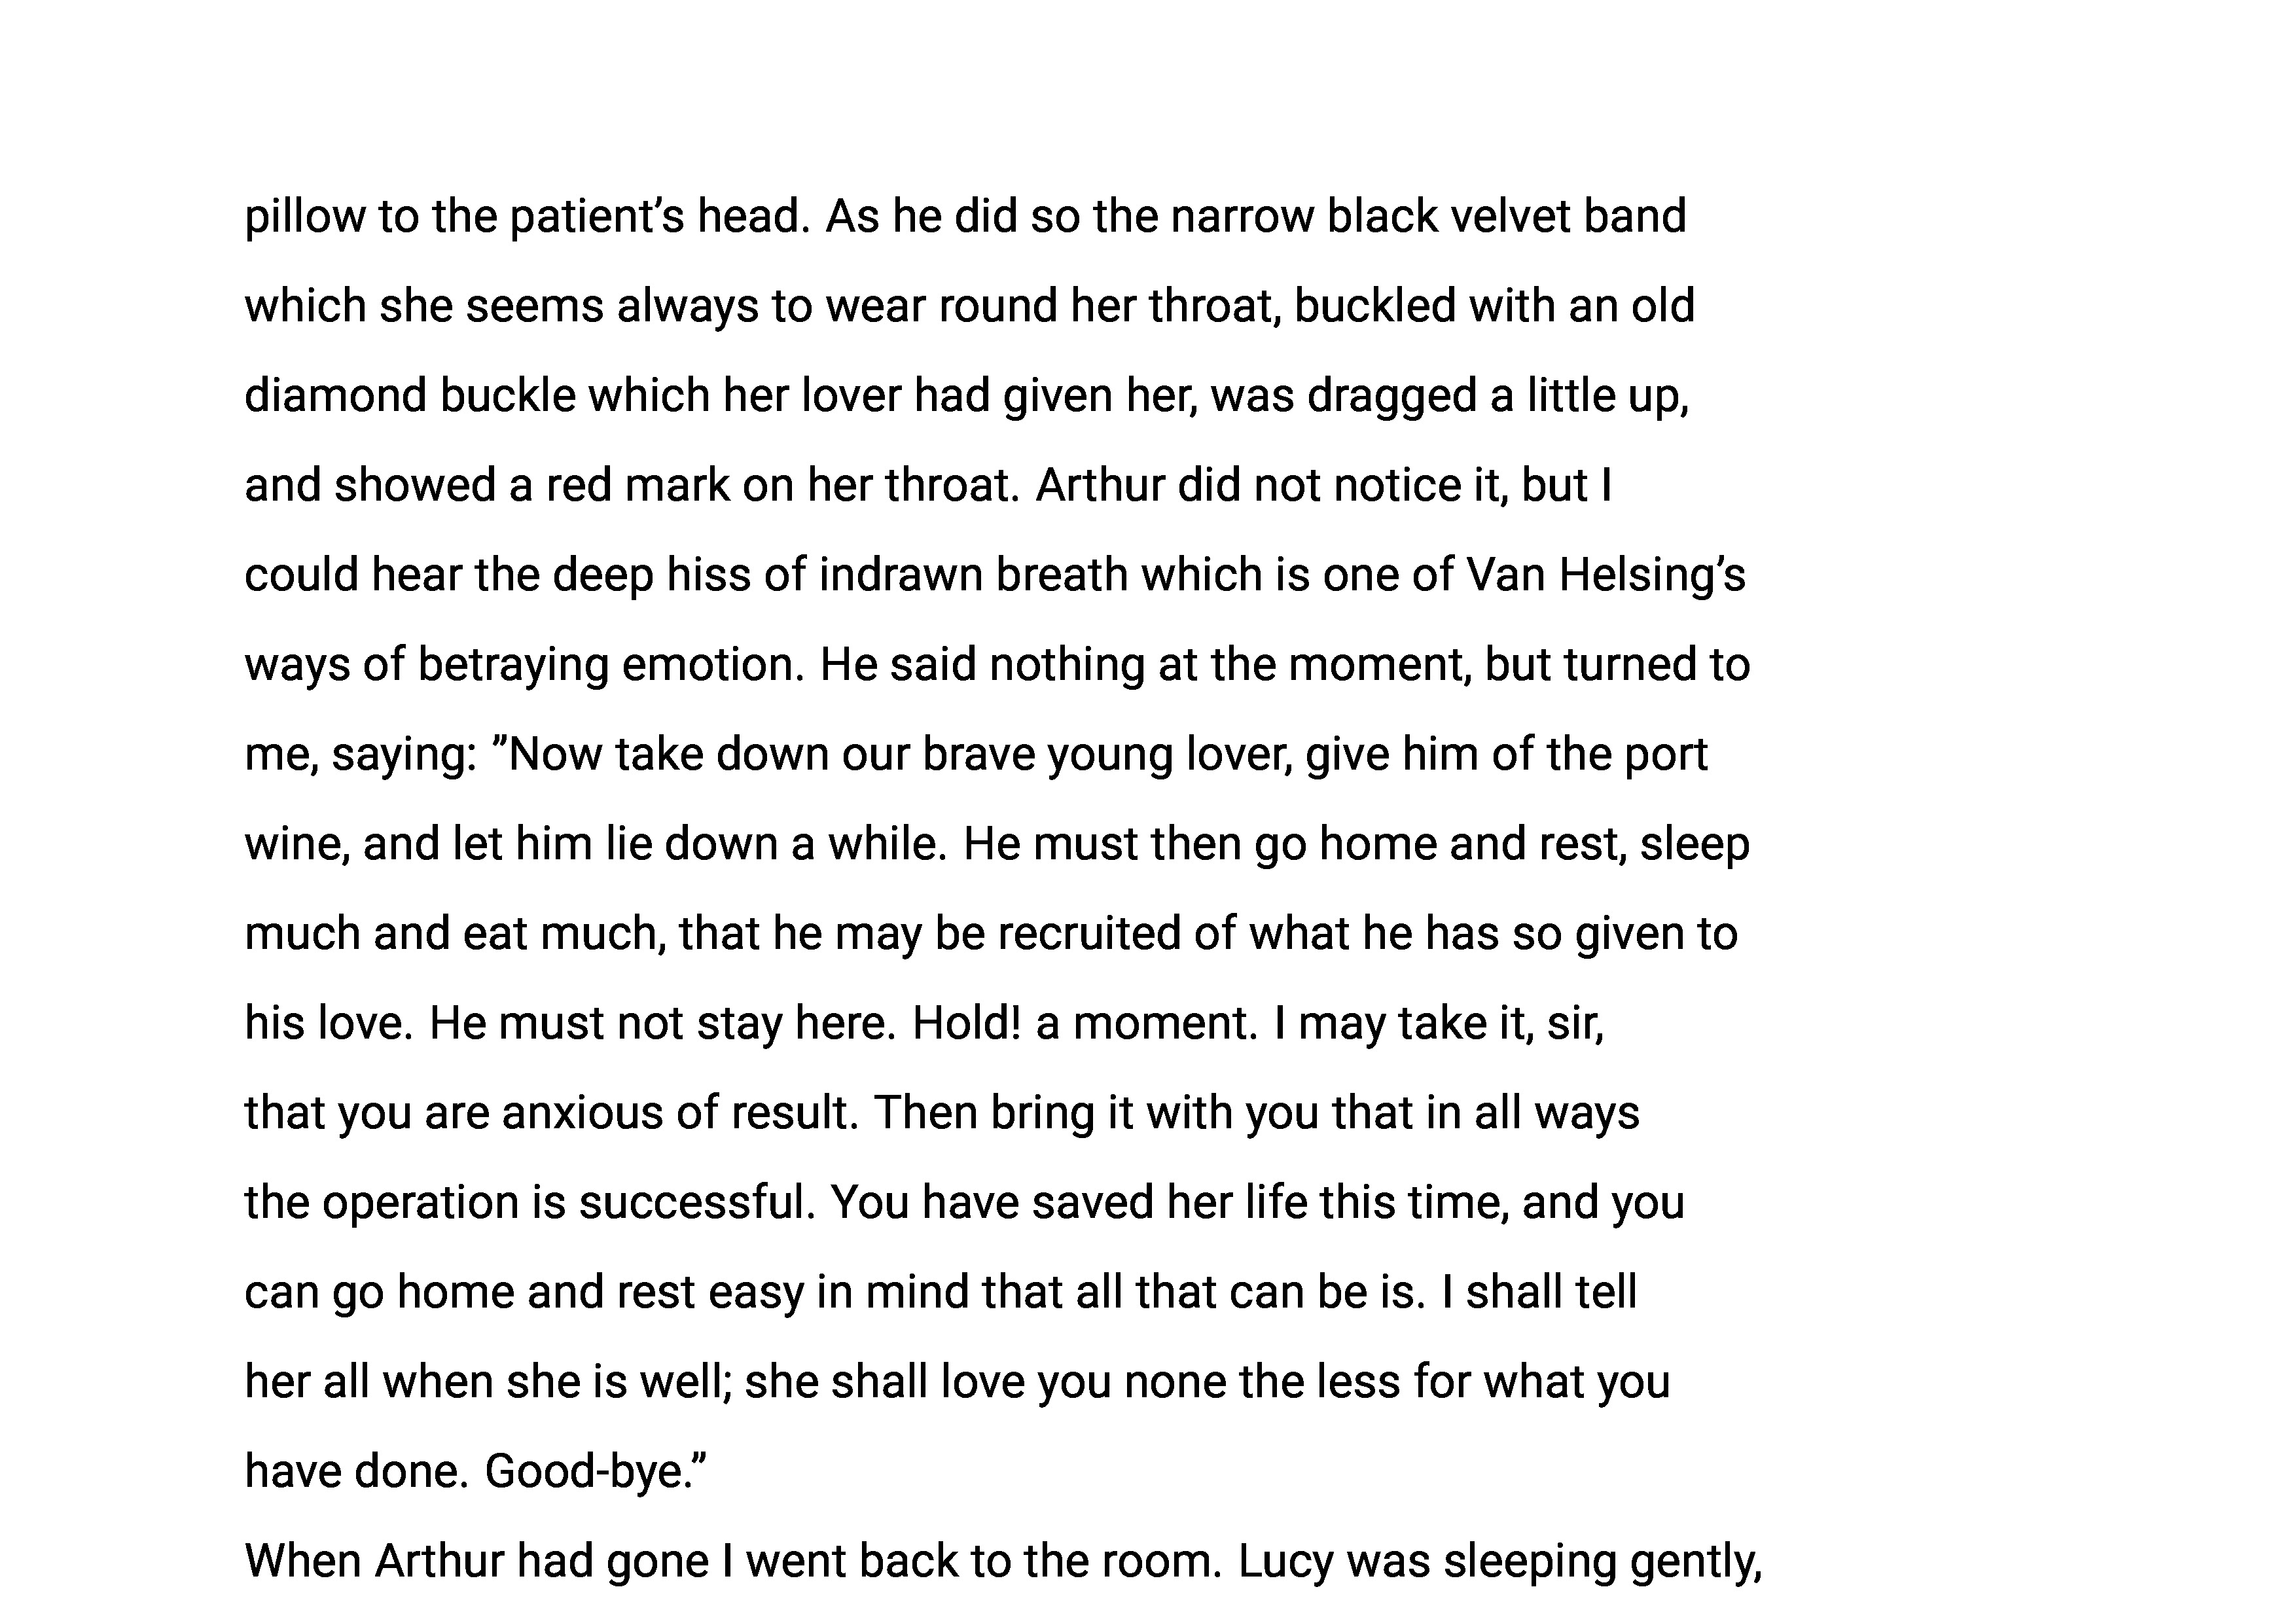 pillow to the patient’s head. As he did so the narrow black velvet band
which she seems always to wear round her throat, buckled with an old
diamond buckle which her lover had given her, was dragged a little up,
and showed a red mark on her throat. Arthur did not notice it, but I
could hear the deep hiss of indrawn breath which is one of Van Helsing’s
ways of betraying emotion. He said nothing at the moment, but turned to
me, saying: ”Now take down our brave young lover, give him of the port
wine, and let him lie down a while. He must then go home and rest, sleep
much and eat much, that he may be recruited of what he has so given to
his love. He must not stay here. Hold! a moment. I may take it, sir,
that you are anxious of result. Then bring it with you that in all ways
the operation is successful. You have saved her life this time, and you
can go home and rest easy in mind that all that can be is. I shall tell
her all when she is well; she shall love you none the less for what you
have done. Good-bye.”
When Arthur had gone I went back to the room. Lucy was sleeping gently,